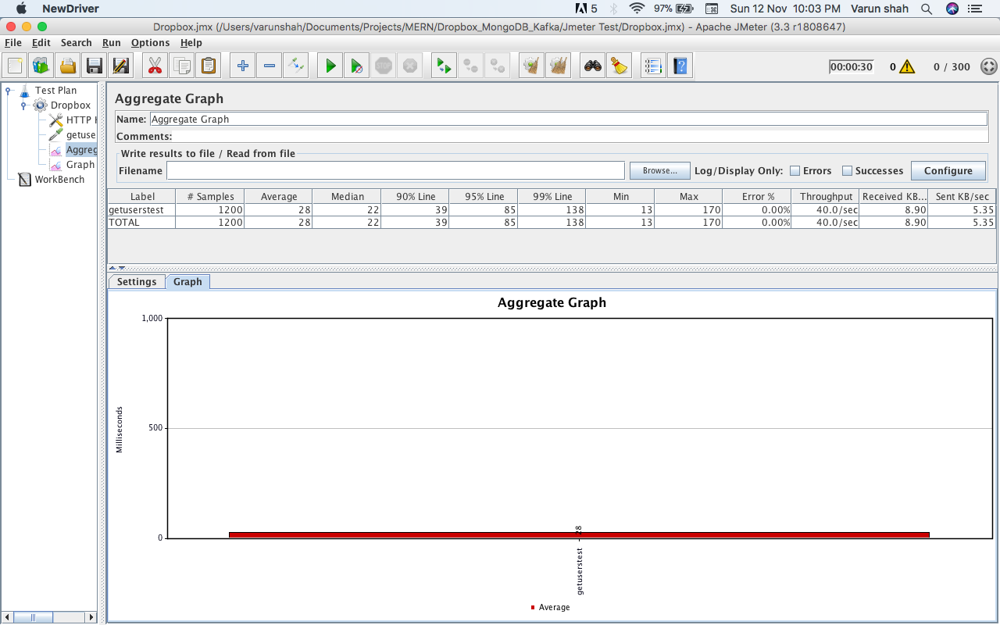 NewDriver 5 97% Sun 12 Nov 10:03 PM Varun shah
Dropbox.jmx (/Users/varunshah/Documents/Projects/MERN/Dropbox_MongoDB_Kafka/Jmeter Test/Dropbox.jmx) - Apache JMeter (3.3 r1808647)
File Edit Search Run Options Help
STOP 00:00:30 0 0 / 300
Test Plan
Dropbox
HTTP
getuse
Aggreg
Graph
WorkBench
Aggregate Graph
Name: Aggregate Graph
Comments:
Write results to file / Read from file
Filename Browse... Log/Display Only: Errors Successes Configure
Label # Samples Average Median 90% Line 95% Line 99% Line Min Max Error % Throughput Received KB... Sent KB/sec
getuserstest 1200 28 22 39 85 138 13 170 0.00% 40.0/sec 8.90 5.35
TOTAL 1200 28 22 39 85 138 13 170 0.00% 40.0/sec 8.90 5.35
Settings Graph
Aggregate Graph
1,000
500
0
Milliseconds
28
getuserstest
Average